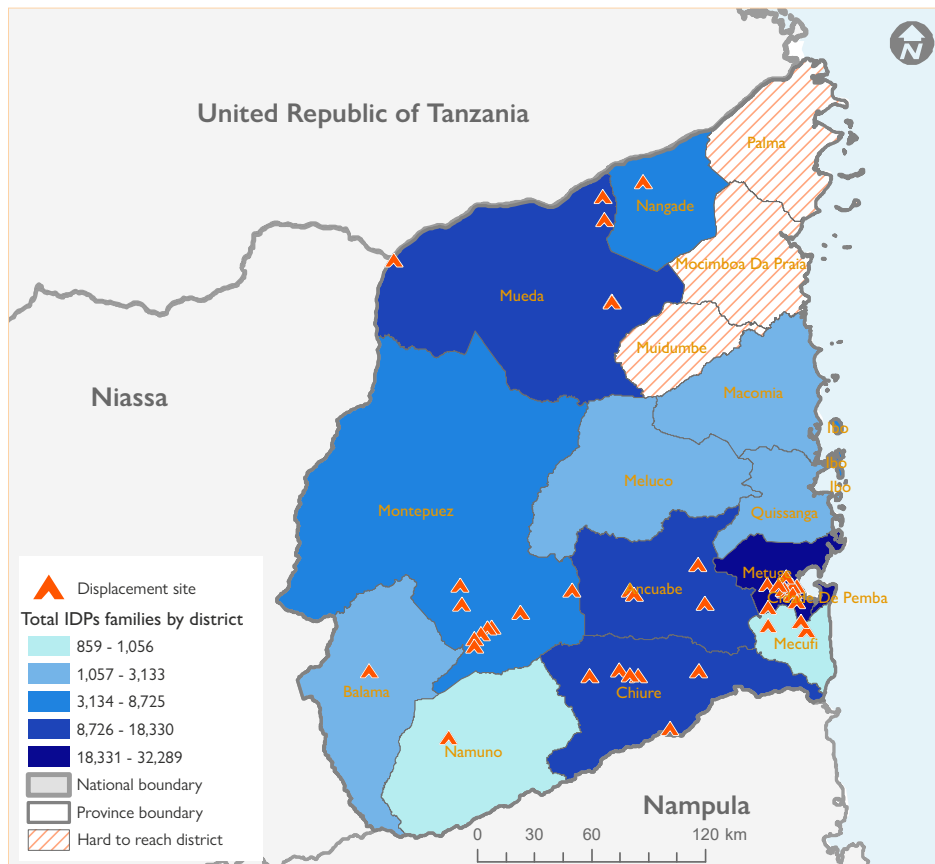 N
United Republic of Tanzania
Palma
Nangade
Mocimboa Da Praia
Mueda
Muidumbe
Niassa
Macomia
Ibo
Ibo
Meluco
Ibo
Montepuez
Quissanga
Metuge
Ancuabe
Cidade De Pemba
Mecufi
Balama
Chiure
Namuno
Nampula
Displacement site
Total IDPs families by district
859 - 1,056
1,057 - 3,133
3,134 - 8,725
8,726 - 18,330
18,331 - 32,289
National boundary
Province boundary
Hard to reach district
0 30 60 120 km